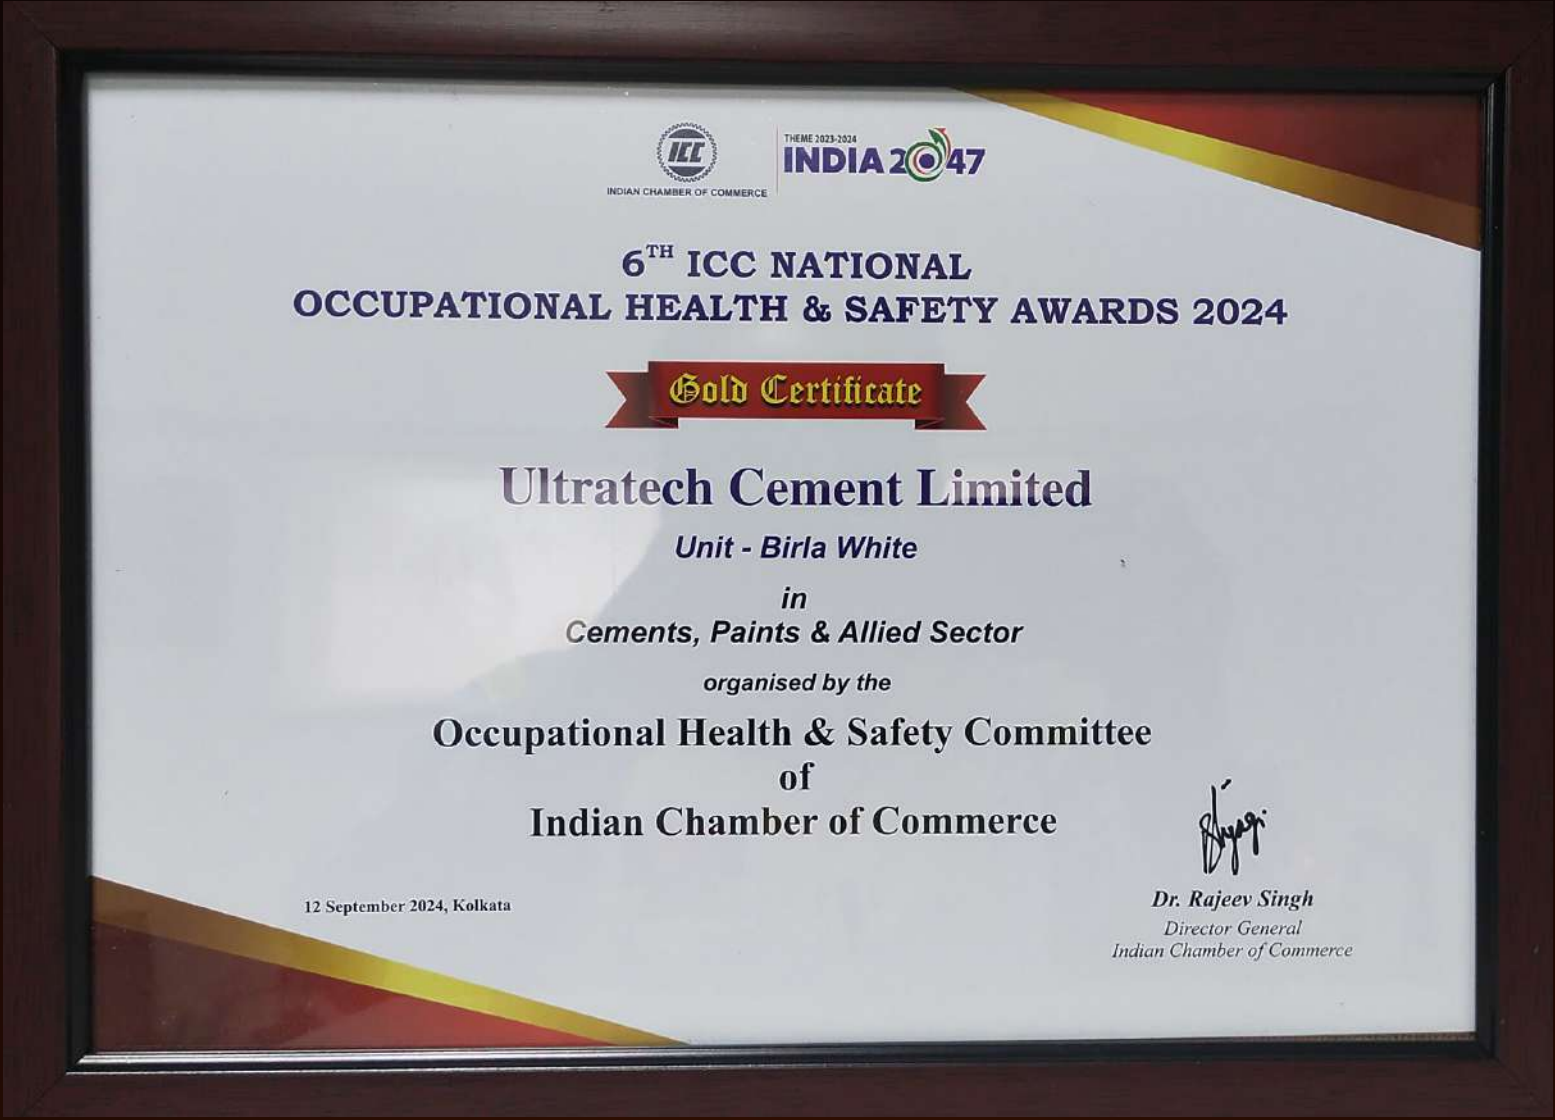 ICC
INDIAN CHAMBER OF COMMERCE
THEME 2023-2024
INDIA 2047
6TH ICC NATIONAL
OCCUPATIONAL HEALTH & SAFETY AWARDS 2024
Gold Certificate
Ultratech Cement Limited
Unit - Birla White
in
Cements, Paints & Allied Sector
organised by the
Occupational Health & Safety Committee
of
Indian Chamber of Commerce
12 September 2024, Kolkata
Dr. Rajeev Singh
Director General
Indian Chamber of Commerce